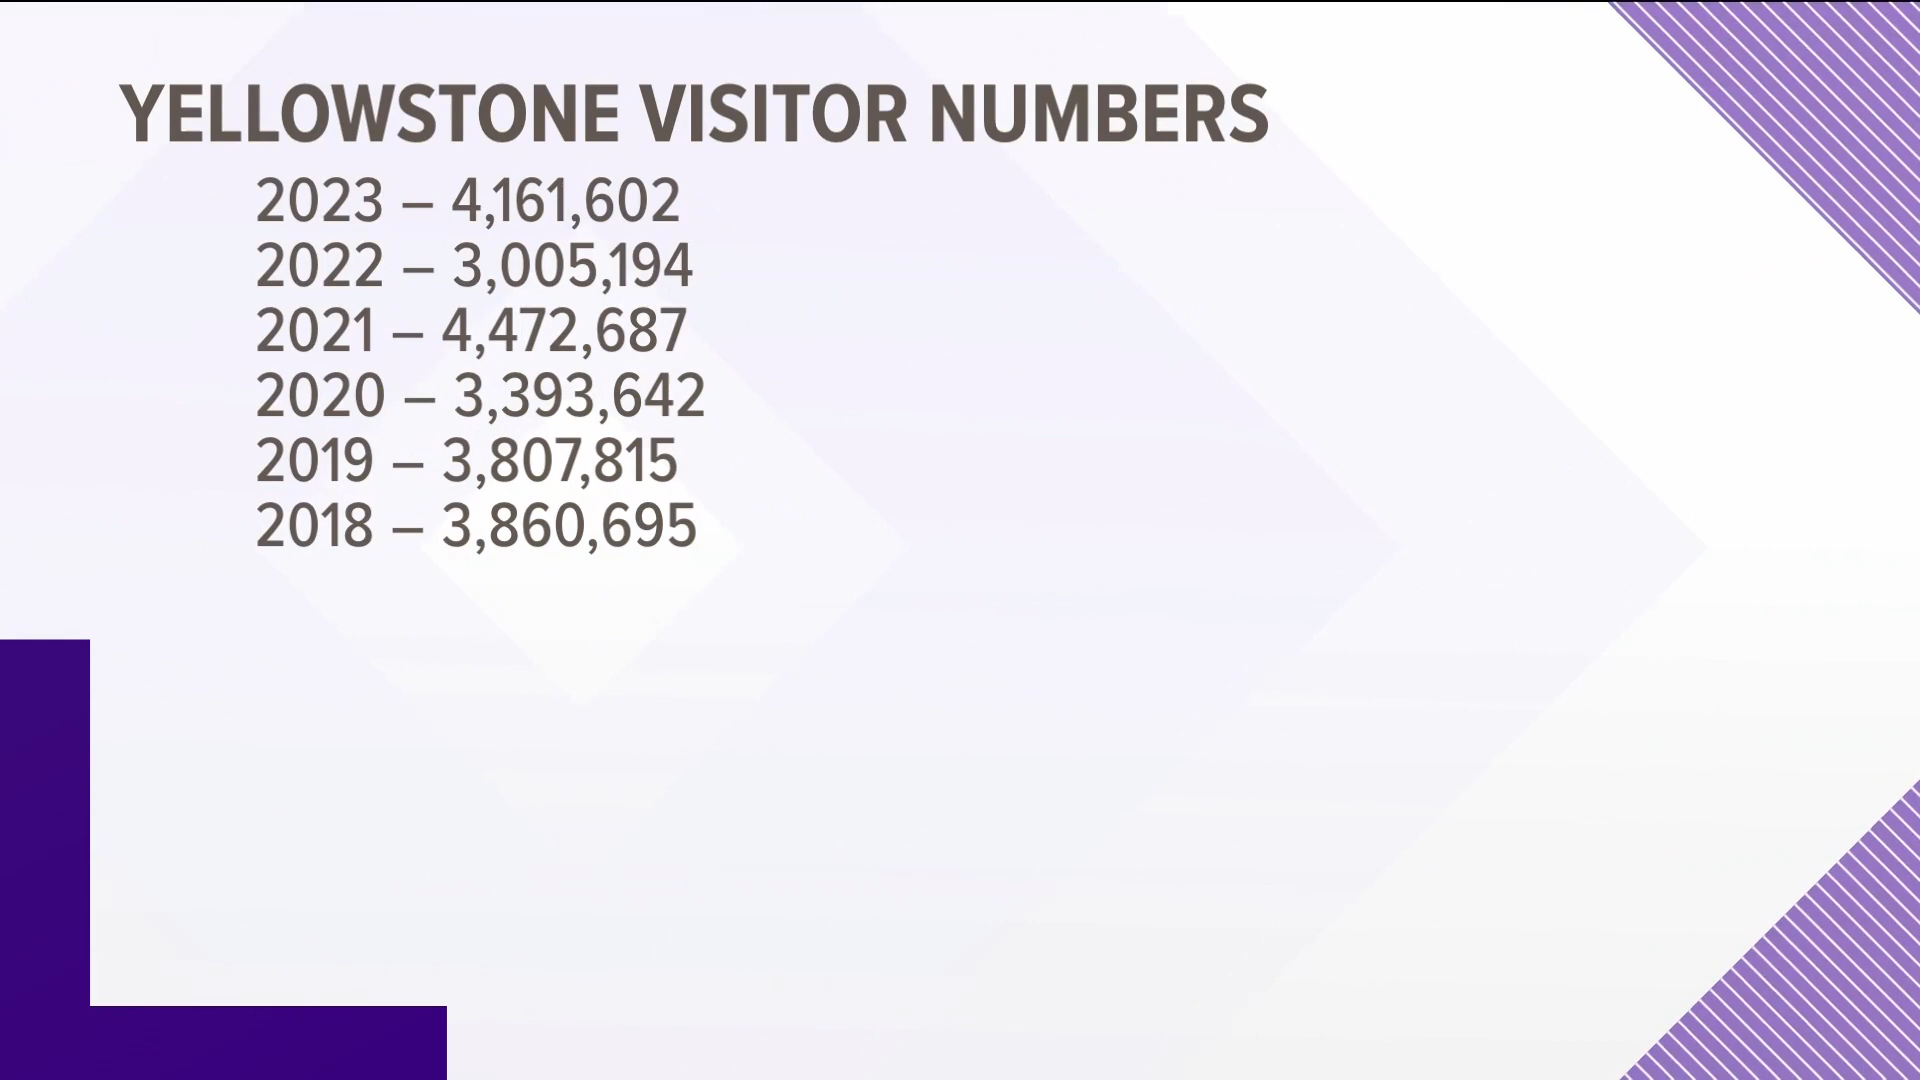 YELLOWSTONE VISITOR NUMBERS
2023 – 4,161,602
2022 – 3,005,194
2021 – 4,472,687
2020 – 3,393,642
2019 – 3,807,815
2018 – 3,860,695